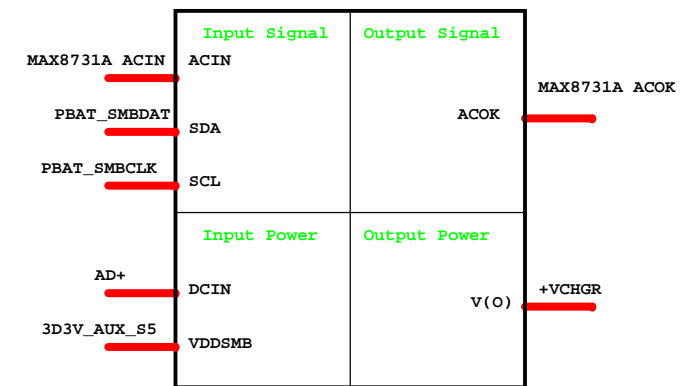 Input Signal
Output Signal
MAX8731A ACIN
ACIN
MAX8731A ACOK
PBAT_SMBDAT
SDA
ACOK
PBAT_SMBCLK
SCL
Input Power
Output Power
AD+
DCIN
V(O)
+VCHGR
3D3V_AUX_S5
VDDSMB